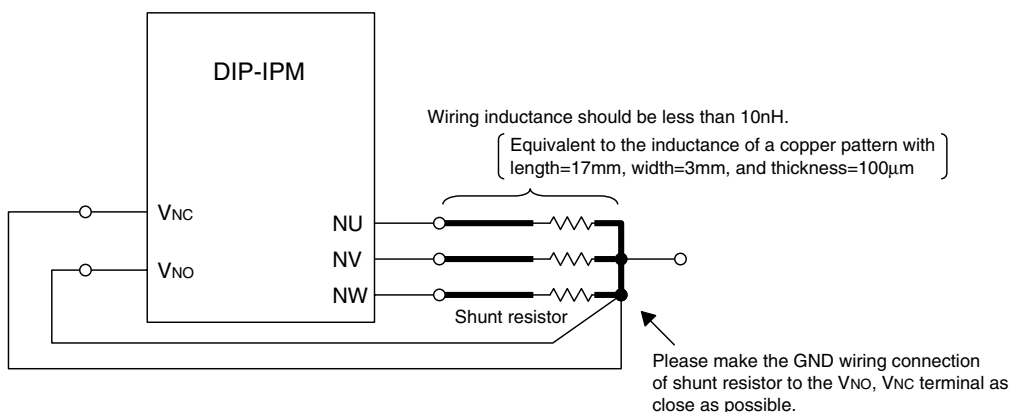 DIP-IPM
Wiring inductance should be less than 10nH.
Equivalent to the inductance of a copper pattern with
length=17mm, width=3mm, and thickness=100μm
VNC
VNO
NU
NV
NW
Shunt resistor
Please make the GND wiring connection
of shunt resistor to the VNO, VNC terminal as
close as possible.